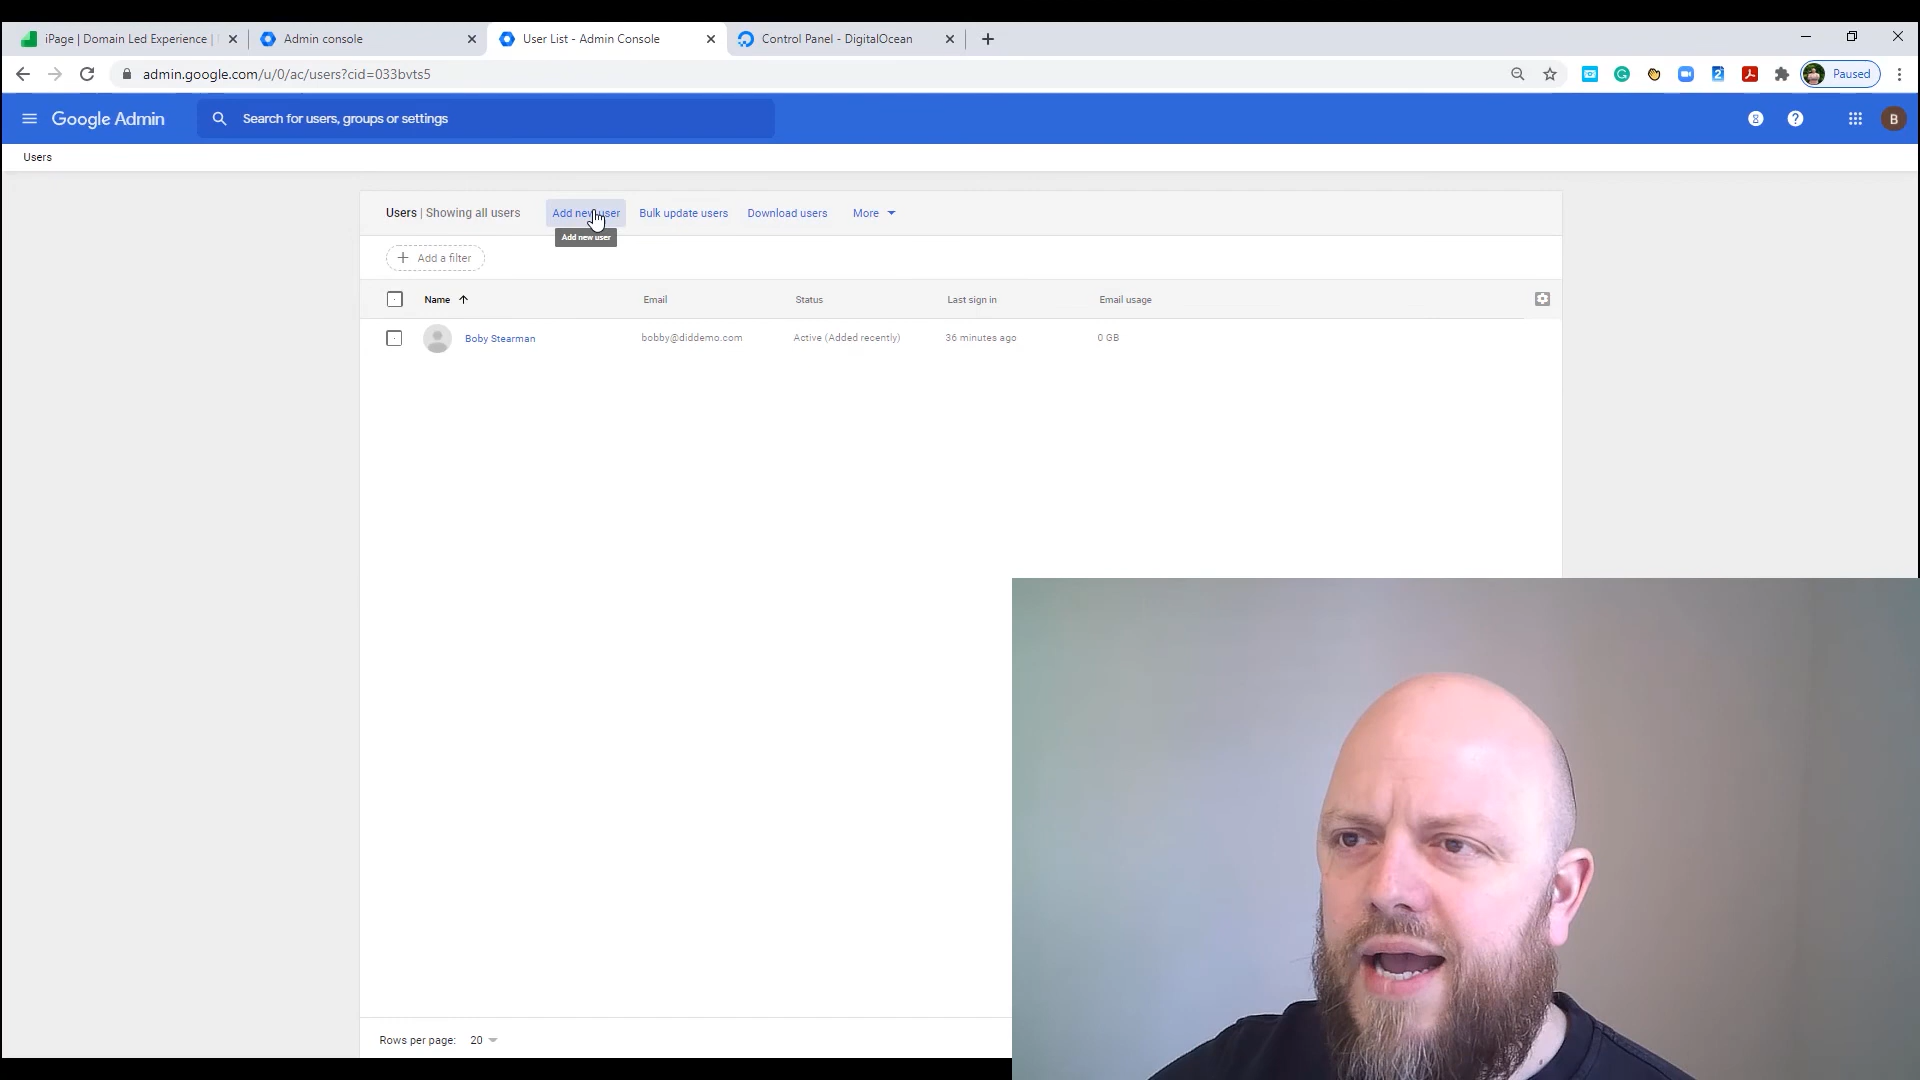 iPage | Domain Led Experience |
Admin console
User List - Admin Console
Control Panel - DigitalOcean
admin.google.com/u/0/ac/users?cid=033bvts5
Paused
Google Admin
Search for users, groups or settings
B
Users
Users | Showing all users
Add new user
Bulk update users
Download users
More
Add new user
Add a filter
Name
Email
Status
Last sign in
Email usage
Boby Stearman
bobby@diddemo.com
Active (Added recently)
36 minutes ago
0 GB
Rows per page: 20